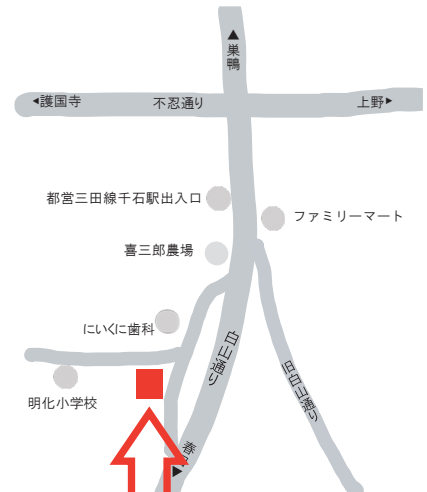 ▲巣鴨
◀護国寺
不忍通り
上野▶
都営三田線千石駅出入口
ファミリーマート
喜三郎農場
にいくに歯科
白山通り
旧白山通り
明化小学校
春
▼